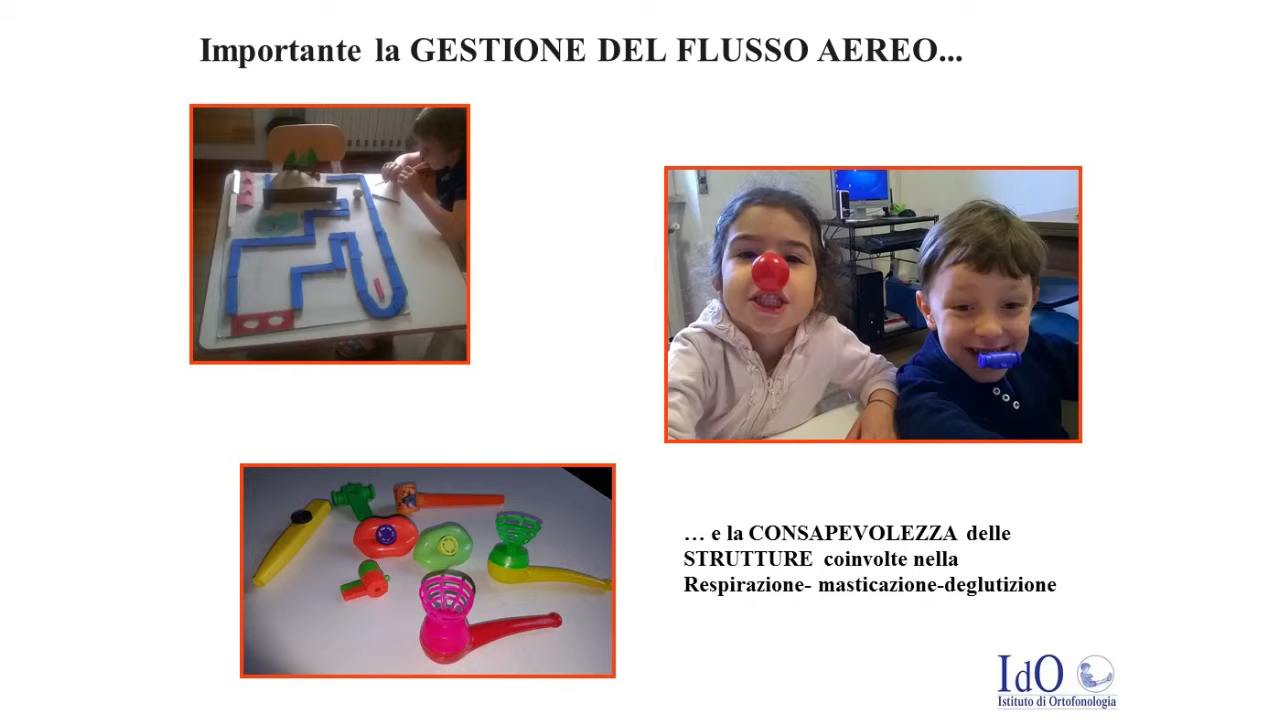 Importante la GESTIONE DEL FLUSSO AEREO...
… e la CONSAPEVOLEZZA delle
STRUTTURE coinvolte nella
Respirazione- masticazione-deglutizione
IdO
Istituto di Ortofonologia